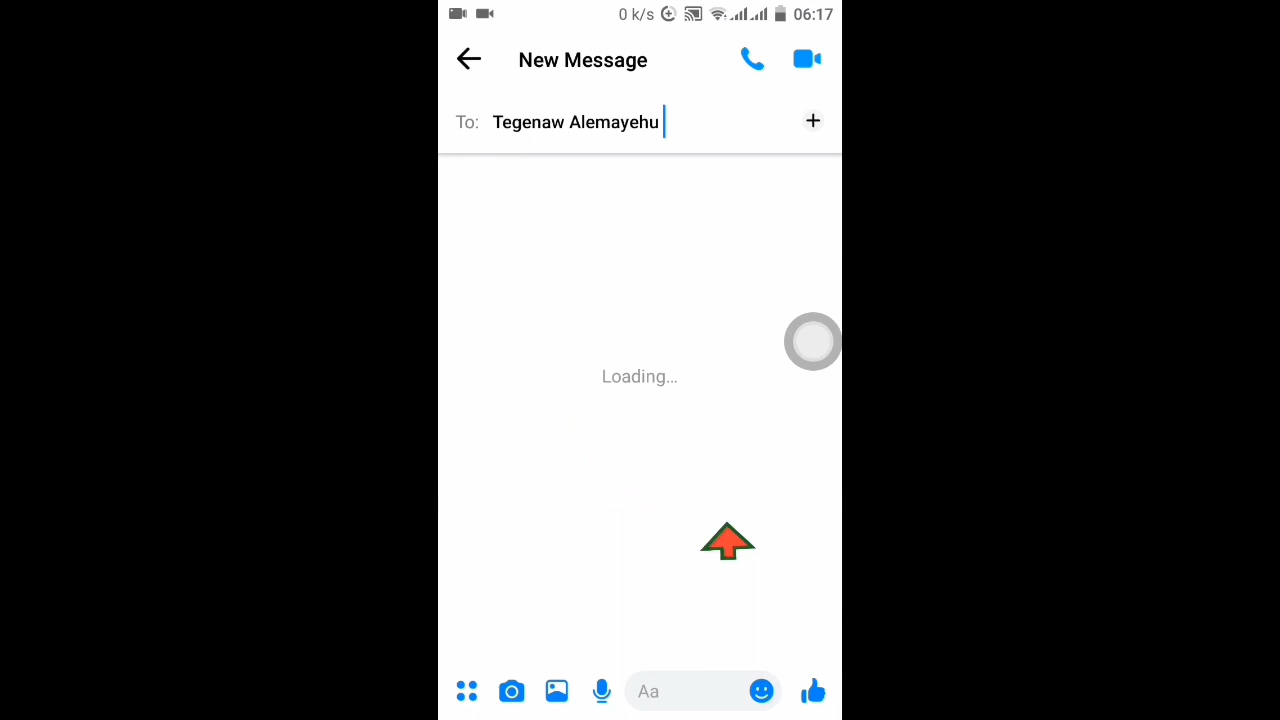 0 k/s 06:17
New Message
To: Tegenaw Alemayehu
Loading...
Aa